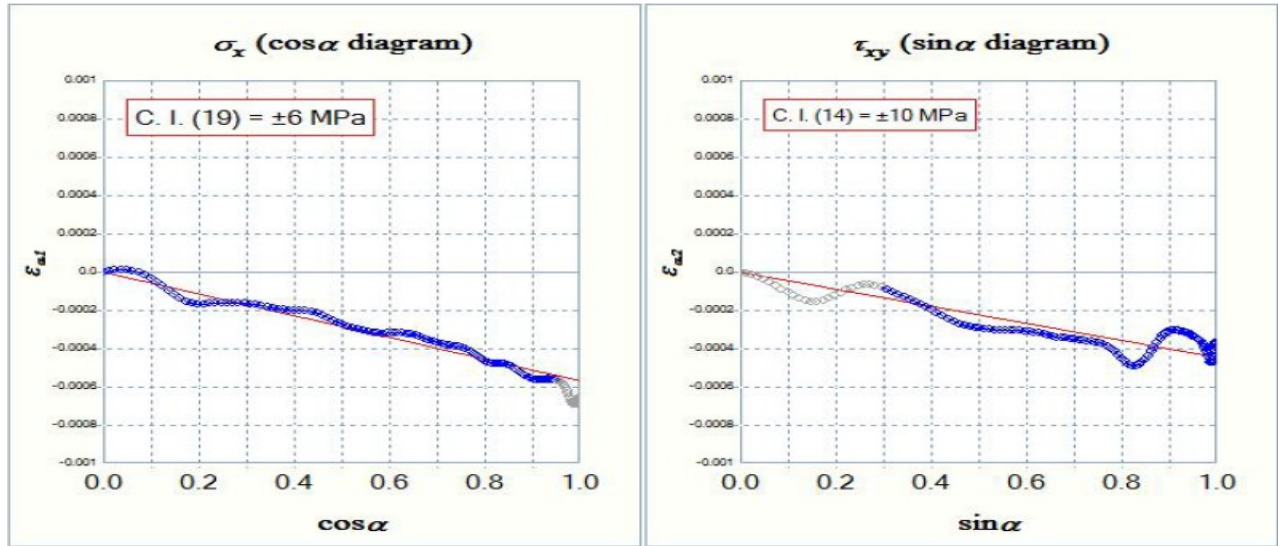 σx (cosα diagram)
0.001
0.0008
0.0006
0.0004
0.0002
0.0
-0.0002
-0.0004
-0.0006
-0.0008
-0.001
C. I. (19) = ±6 MPa
εa1
0.0 0.2 0.4 0.6 0.8 1.0
cosα
τxy (sinα diagram)
0.001
0.0008
0.0006
0.0004
0.0002
0.0
-0.0002
-0.0004
-0.0006
-0.0008
-0.001
C. I. (14) = ±10 MPa
εa2
0.0 0.2 0.4 0.6 0.8 1.0
sinα